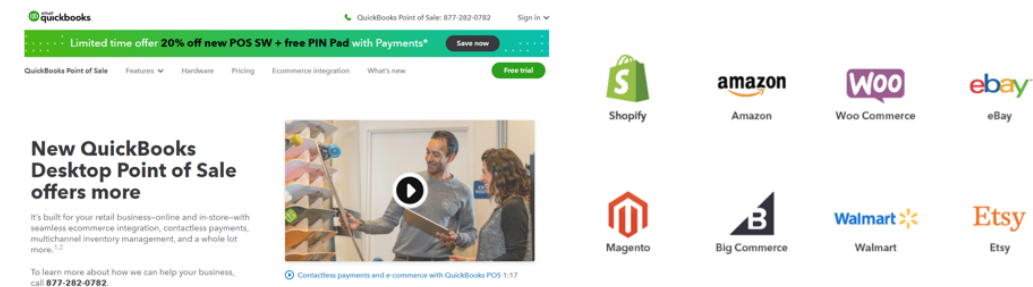 intuit quickbooks.
QuickBooks Point of Sale: 877-282-0782 Sign in
Limited time offer 20% off new POS SW + free PIN Pad with Payments* Save now
QuickBooks Point of Sale Features Hardware Pricing Ecommerce integration What's new Free trial
New QuickBooks
Desktop Point of Sale
offers more
It's built for your retail business—online and in-store—with
seamless ecommerce integration, contactless payments,
multichannel inventory management, and a whole lot
more.1,2
To learn more about how we can help your business,
call 877-282-0782.
Contactless payments and e-commerce with QuickBooks POS 1:17
S amazon WOO ebay
Shopify Amazon Woo Commerce eBay
B Walmart Etsy
Magento Big Commerce Walmart Etsy